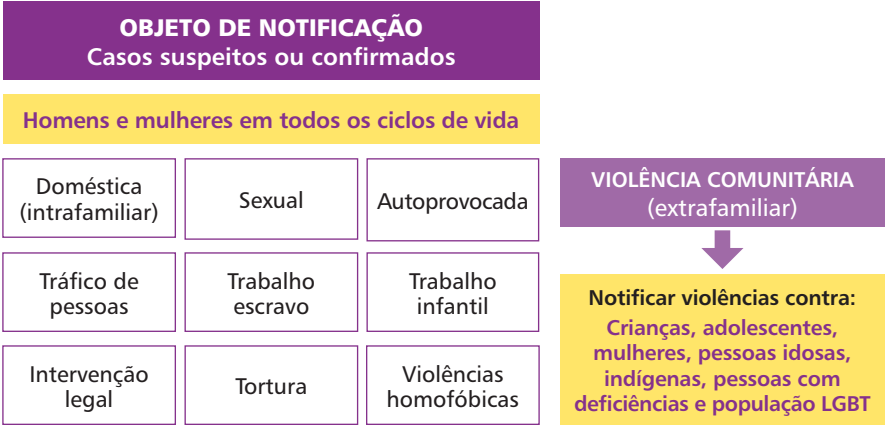 OBJETO DE NOTIFICAÇÃO
Casos suspeitos ou confirmados
Homens e mulheres em todos os ciclos de vida
Doméstica
(intrafamiliar)
Sexual
Autoprovocada
Tráfico de
pessoas
Trabalho
escravo
Trabalho
infantil
Intervenção
legal
Tortura
Violências
homofóbicas
VIOLÊNCIA COMUNITÁRIA
(extrafamiliar)
Notificar violências contra:
Crianças, adolescentes,
mulheres, pessoas idosas,
indígenas, pessoas com
deficiências e população LGBT